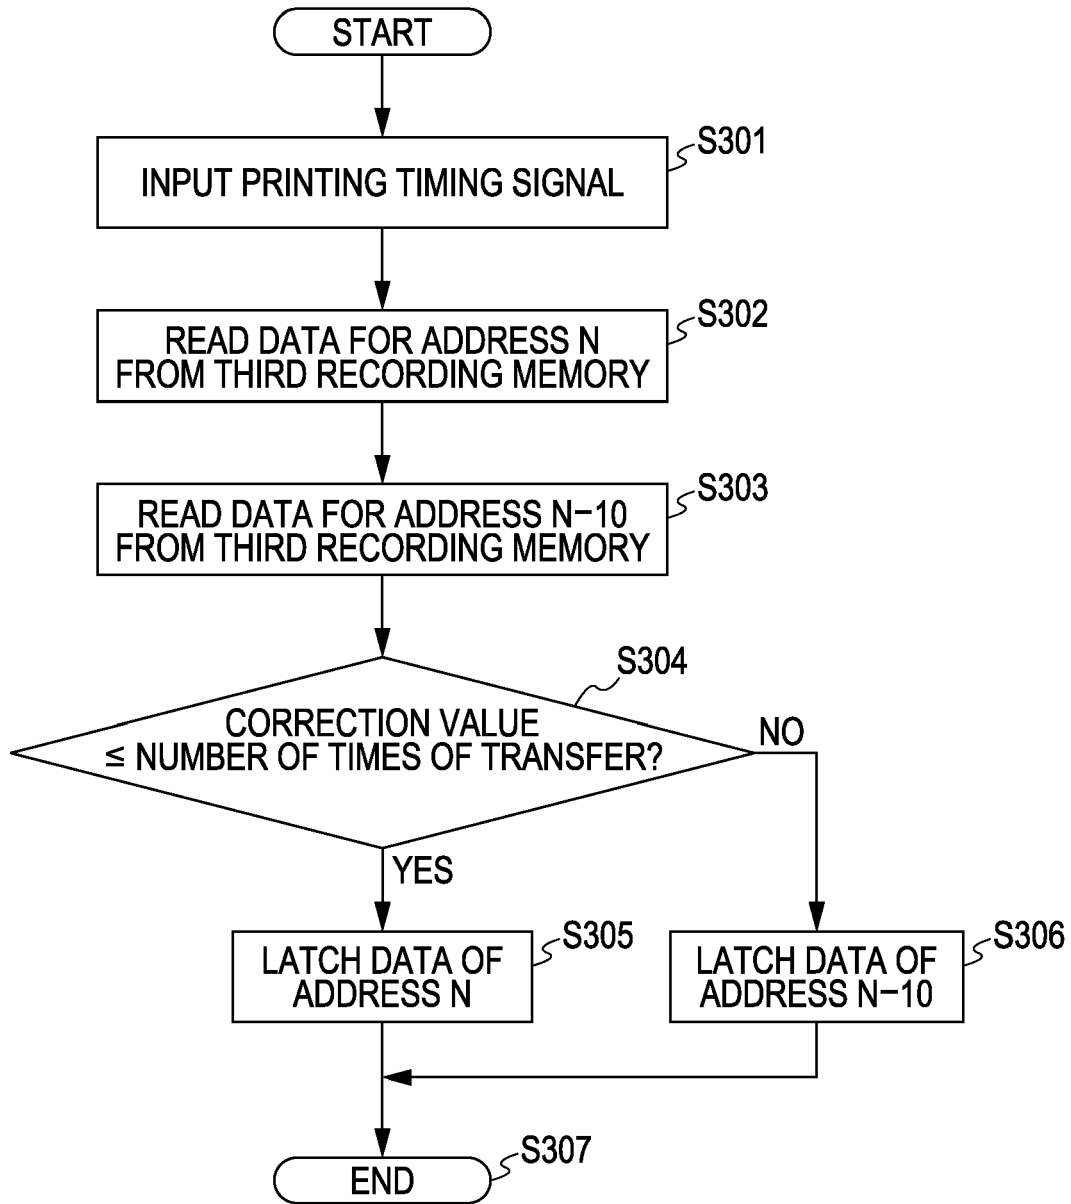 START
S301
INPUT PRINTING TIMING SIGNAL
S302
READ DATA FOR ADDRESS N
FROM THIRD RECORDING MEMORY
S303
READ DATA FOR ADDRESS N−10
FROM THIRD RECORDING MEMORY
S304
CORRECTION VALUE
≤ NUMBER OF TIMES OF TRANSFER?
NO
YES
S305
LATCH DATA OF
ADDRESS N
S306
LATCH DATA OF
ADDRESS N−10
S307
END